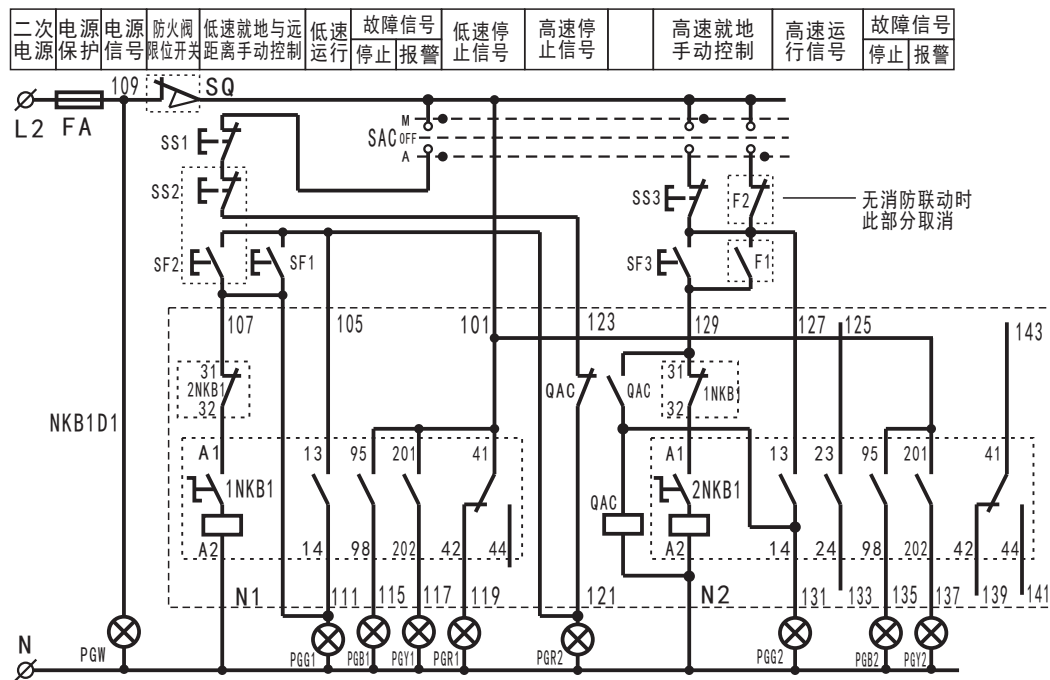 二次 电源 电源 防火阀 低速就地与远 低速 故障信号 低速停 高速停 高速就地 高速运 故障信号
电源 保护 信号 限位开关 距离手动控制 运行 停止 报警 止信号 止信号 手动控制 行信号 停止 报警
109 SQ
L2 FA
M
SAC OFF
A
SS1
SS2 SS3 F2 无消防联动时
此部分取消
SF2 SF1 SF3 F1
107 105 101 123 129 127 125 143
31 2NKB1 32 QAC QAC 31 1NKB1 32
NKB1D1
A1 13 95 201 41 A1 13 23 95 201 41
1NKB1 QAC 2NKB1
A2 14 98 202 42 44 A2 14 24 98 202 42 44
N1 111 115 117 119 121 N2 131 133 135 137 139 141
N PGW PGG1 PGB1 PGY1 PGR1 PGR2 PGG2 PGB2 PGY2